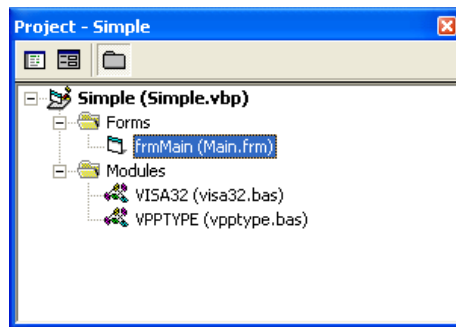 Project - Simple
Simple (Simple.vbp)
Forms
frmMain (Main.frm)
Modules
VISA32 (visa32.bas)
VPPTYPE (vpptype.bas)